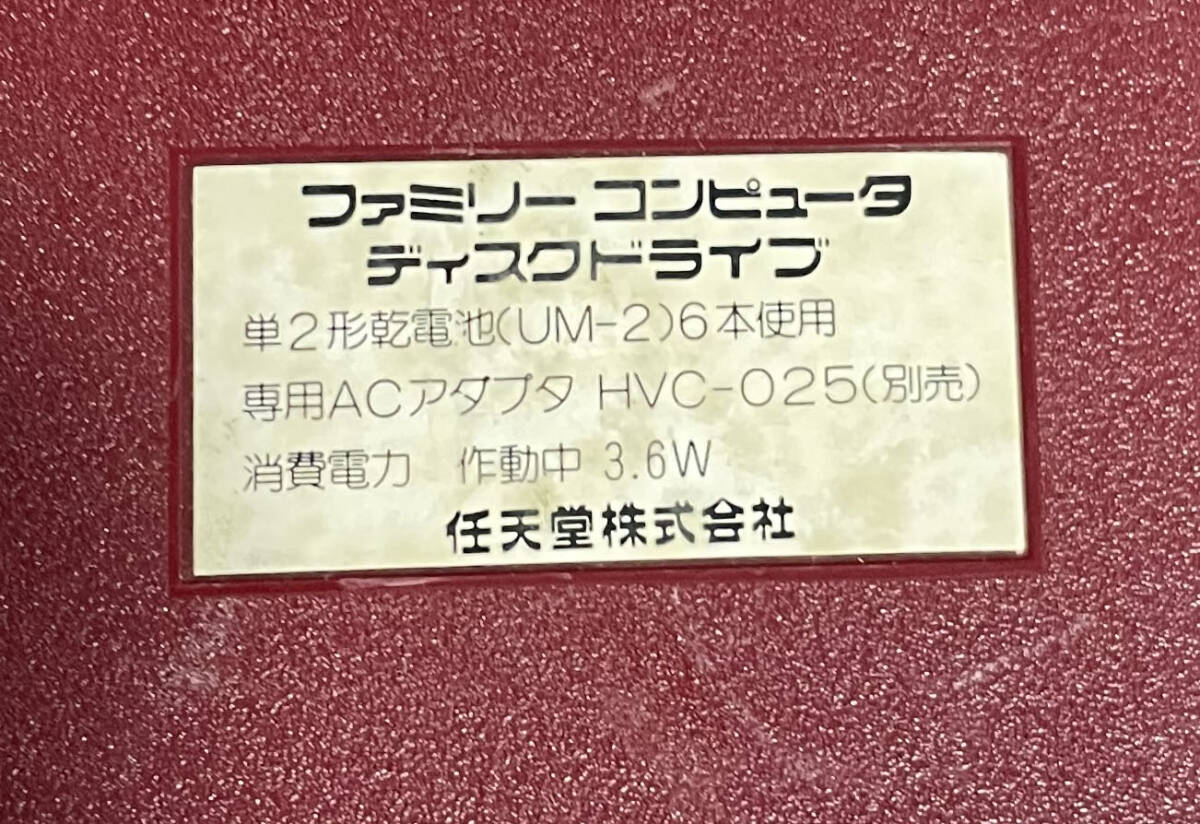 ファミリー コンピュータ
ディスクドライブ
単2形乾電池(UM-2)6本使用
専用ACアダプタ HVC-025(別売)
消費電力 作動中 3.6W
任天堂株式会社